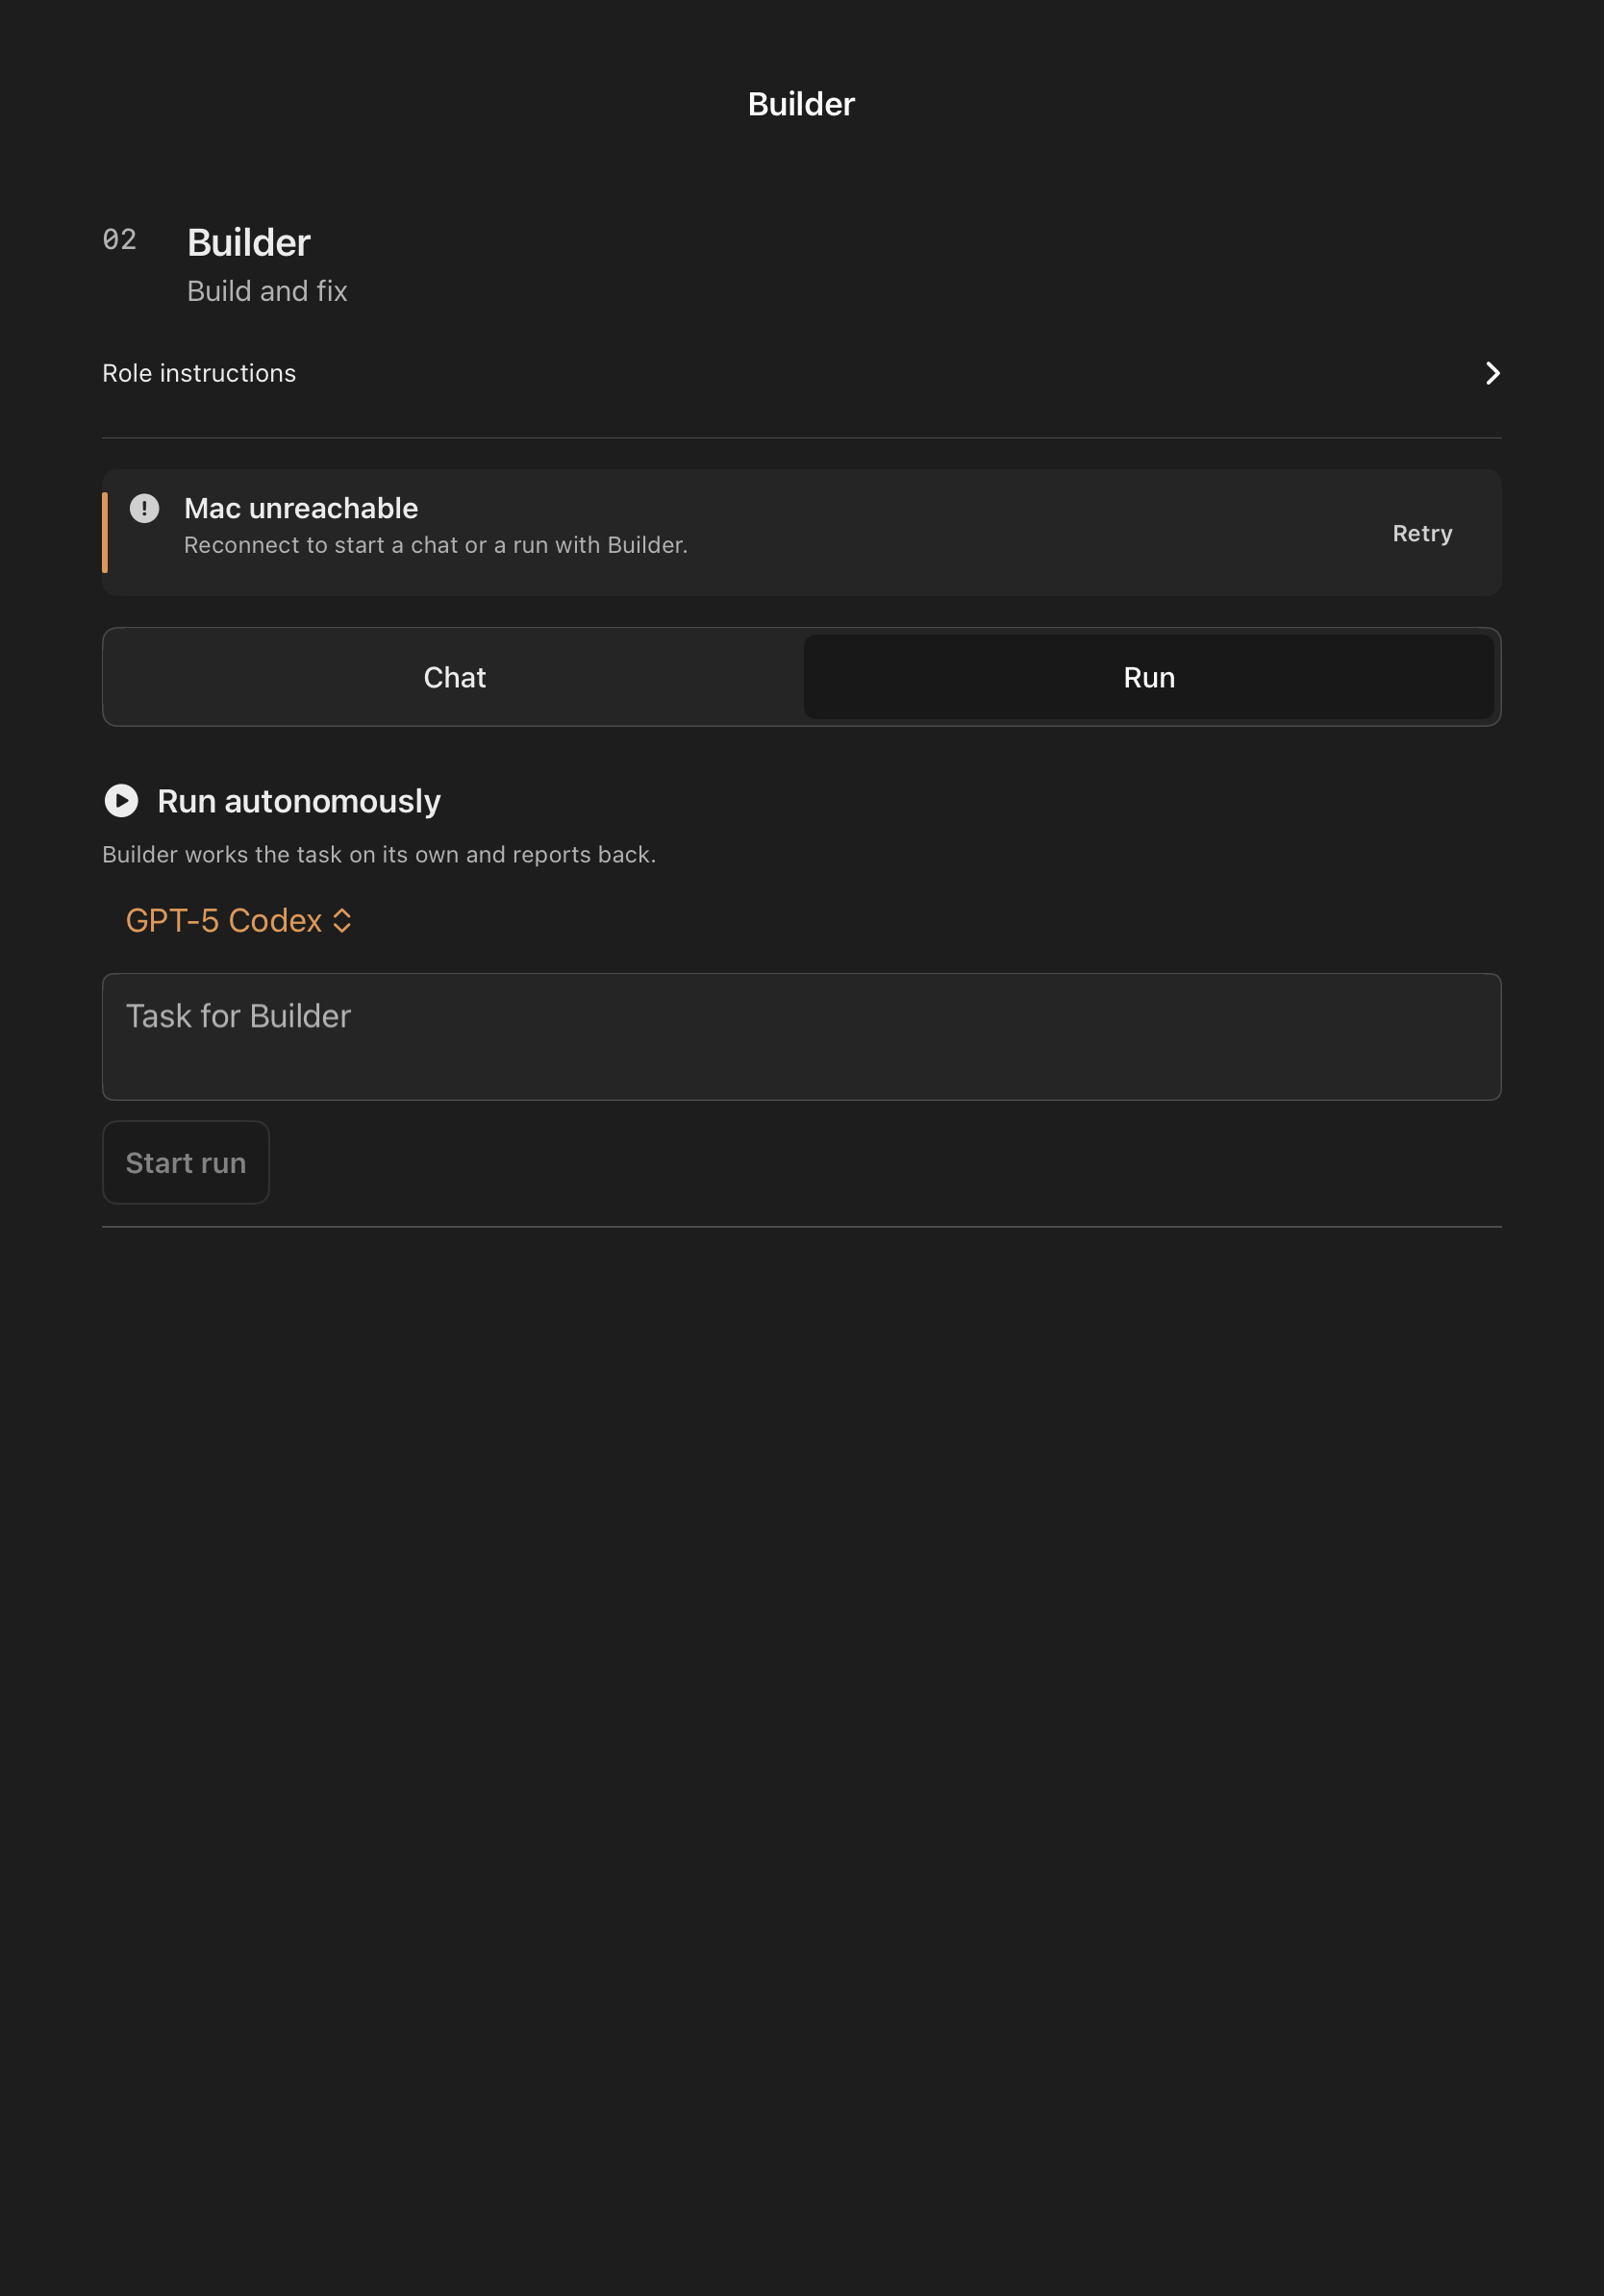 Builder
02
Builder
Build and fix
Role instructions
Mac unreachable
Reconnect to start a chat or a run with Builder.
Retry
Chat
Run
Run autonomously
Builder works the task on its own and reports back.
GPT-5 Codex
Task for Builder
Start run